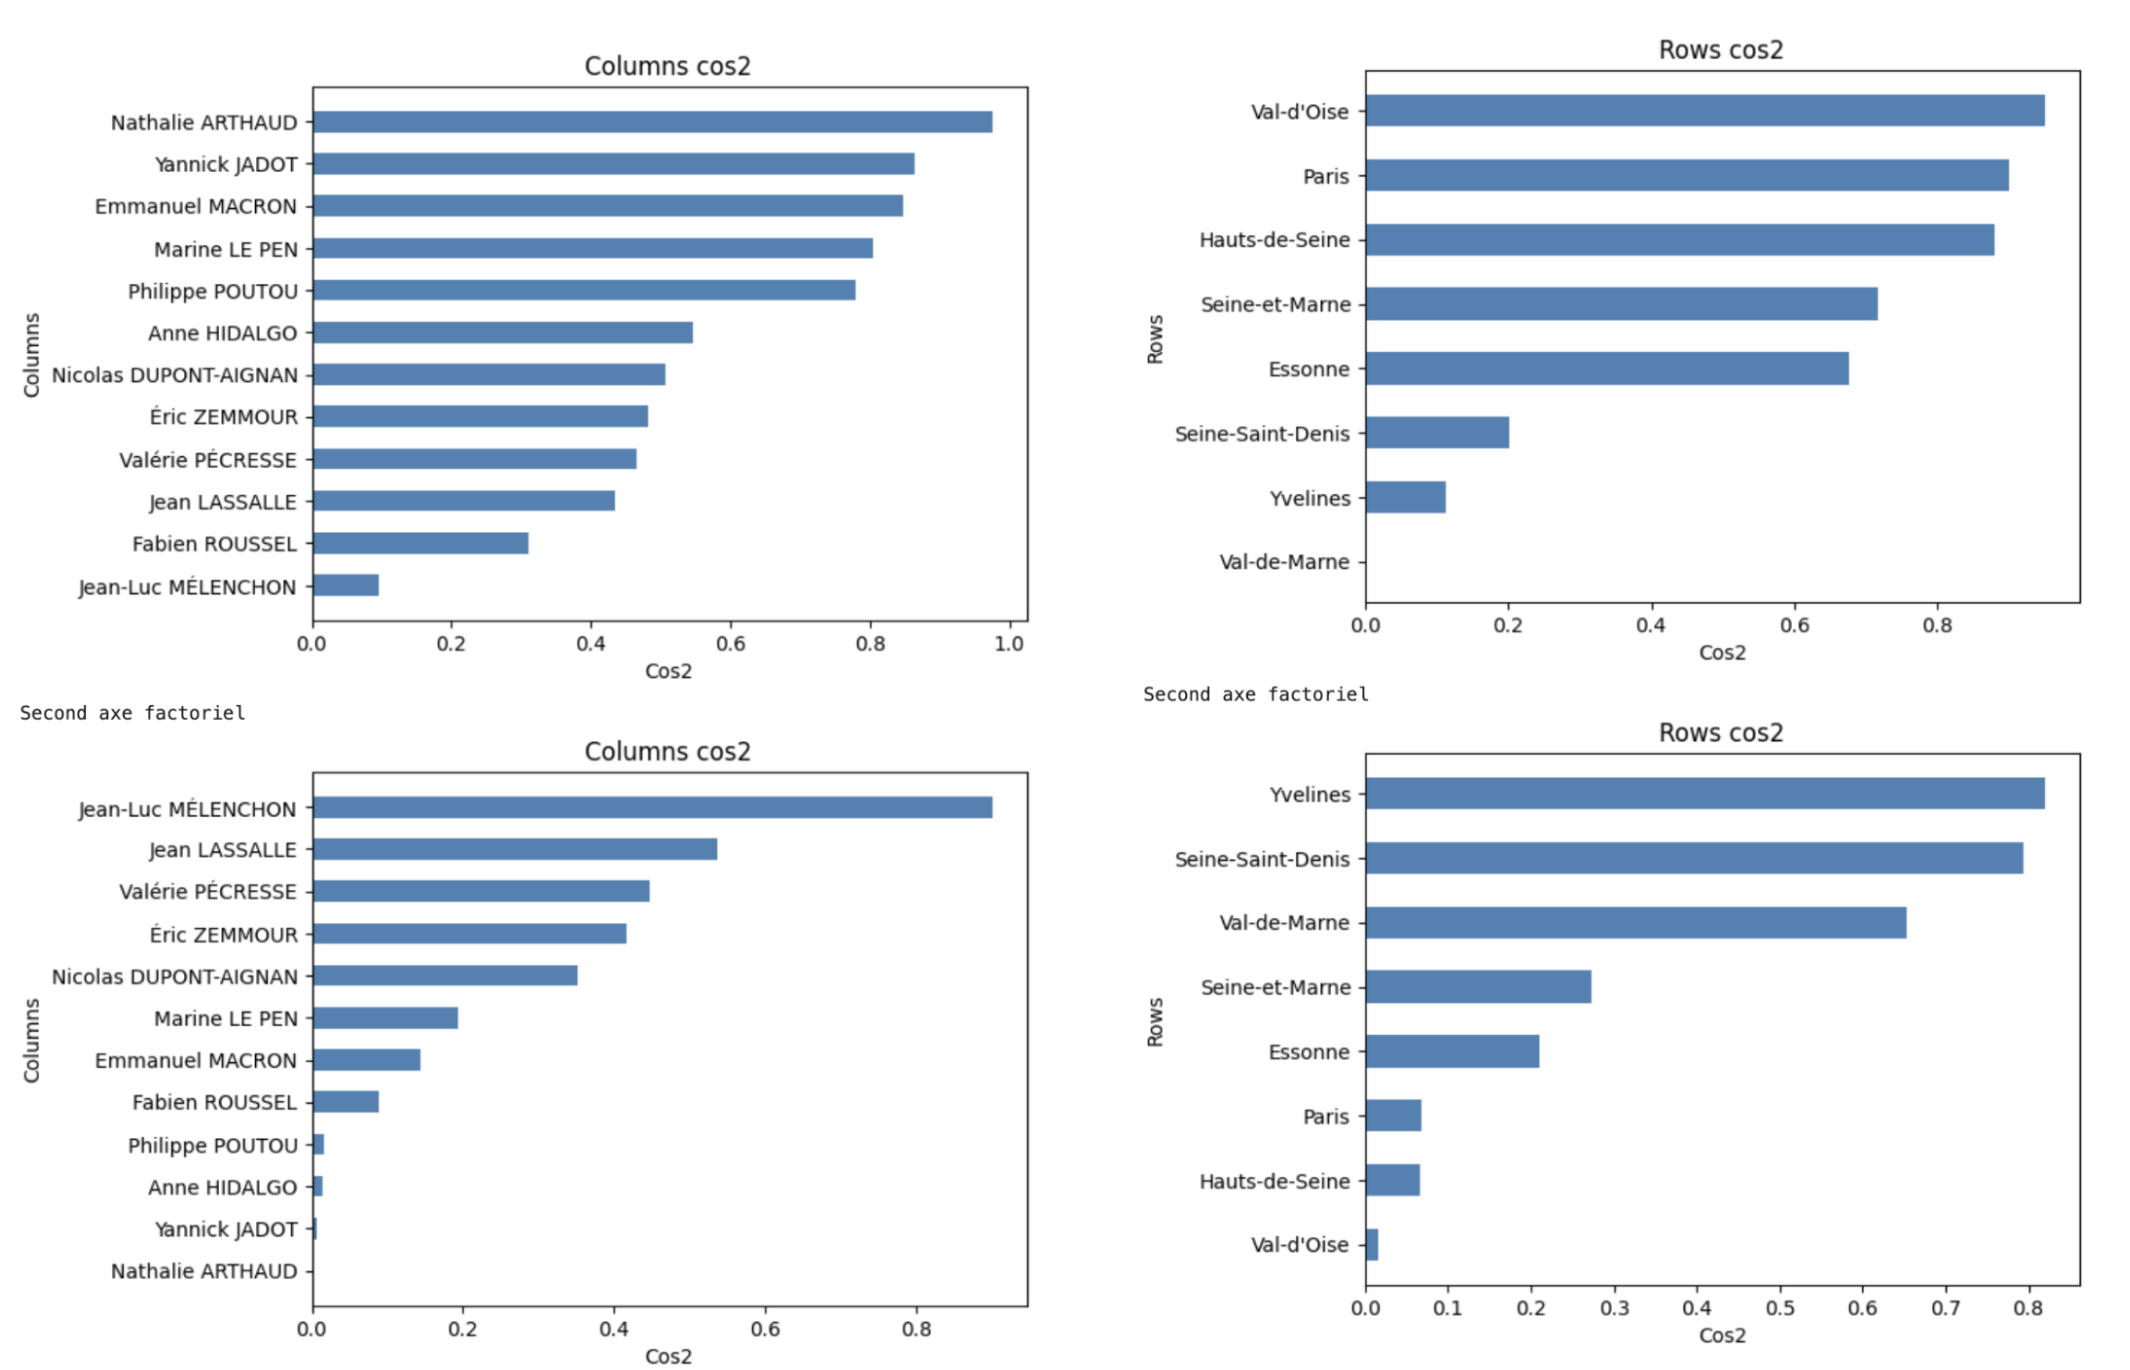 Columns cos2
Nathalie ARTHAUD
Yannick JADOT
Emmanuel MACRON
Marine LE PEN
Philippe POUTOU
Anne HIDALGO
Nicolas DUPONT-AIGNAN
Éric ZEMMOUR
Valérie PÉCRESSE
Jean LASSALLE
Fabien ROUSSEL
Jean-Luc MÉLENCHON
Columns
0.0 0.2 0.4 0.6 0.8 1.0
Cos2
Rows cos2
Val-d'Oise
Paris
Hauts-de-Seine
Seine-et-Marne
Essonne
Seine-Saint-Denis
Yvelines
Val-de-Marne
Rows
0.0 0.2 0.4 0.6 0.8
Cos2
Second axe factoriel
Columns cos2
Jean-Luc MÉLENCHON
Jean LASSALLE
Valérie PÉCRESSE
Éric ZEMMOUR
Nicolas DUPONT-AIGNAN
Marine LE PEN
Emmanuel MACRON
Fabien ROUSSEL
Philippe POUTOU
Anne HIDALGO
Yannick JADOT
Nathalie ARTHAUD
Columns
0.0 0.2 0.4 0.6 0.8
Cos2
Second axe factoriel
Rows cos2
Yvelines
Seine-Saint-Denis
Val-de-Marne
Seine-et-Marne
Essonne
Paris
Hauts-de-Seine
Val-d'Oise
Rows
0.0 0.1 0.2 0.3 0.4 0.5 0.6 0.7 0.8
Cos2